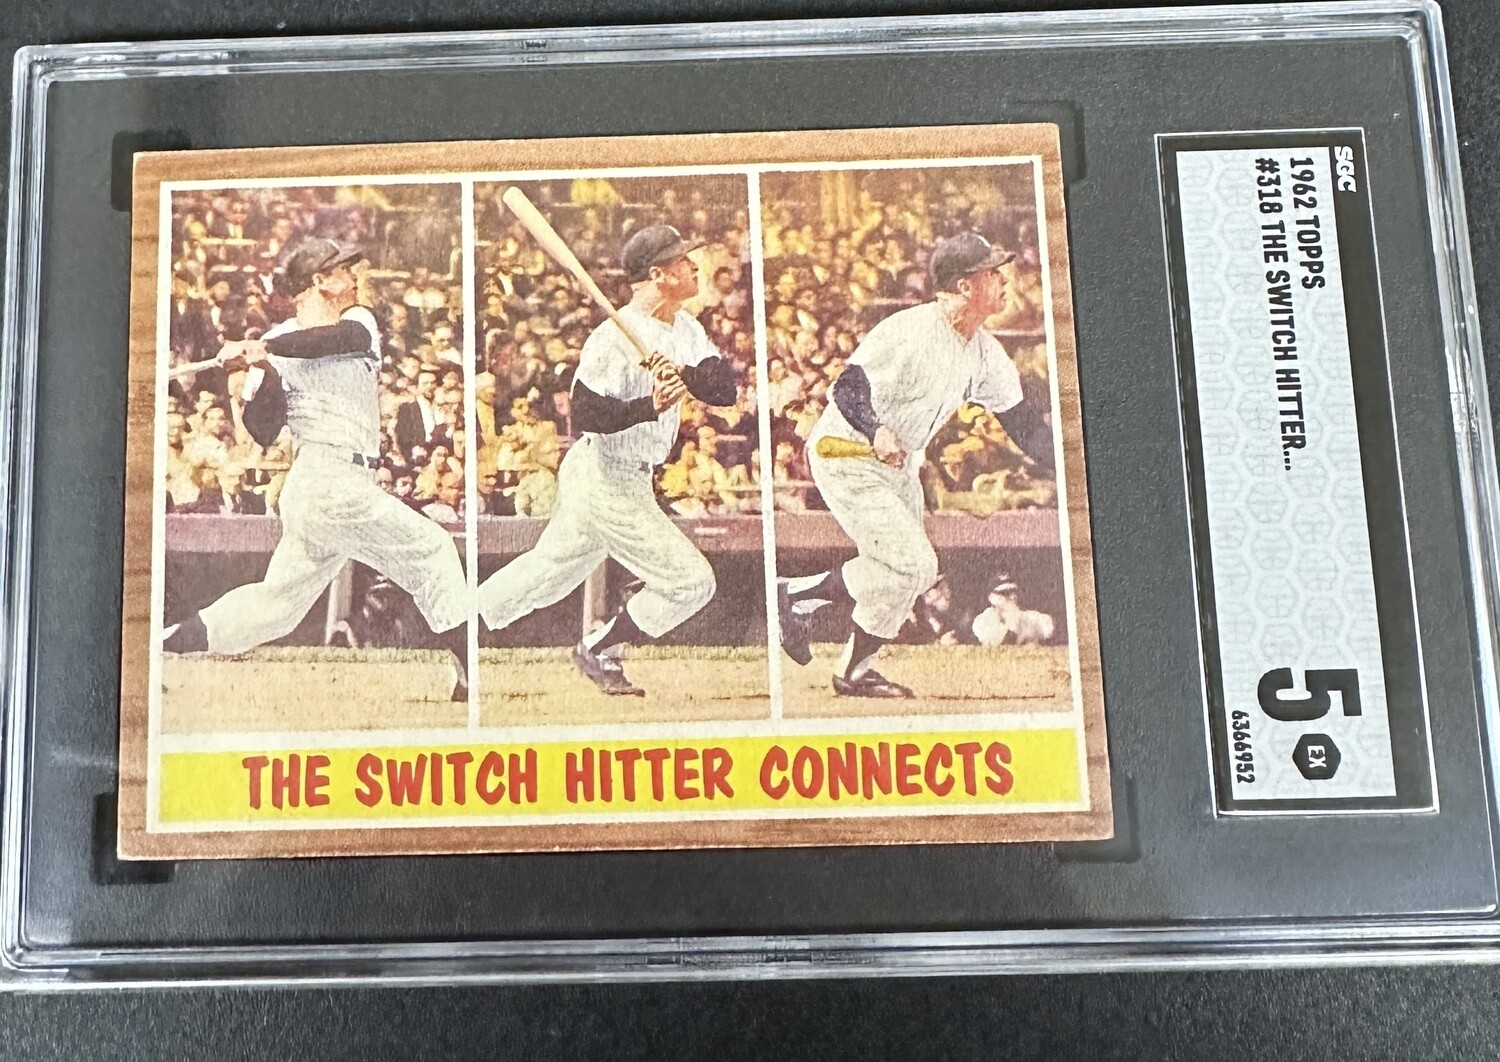 THE SWITCH HITTER CONNECTS
SGC
1962 TOPPS
#318 THE SWITCH HITTER...
5
EX
6366952